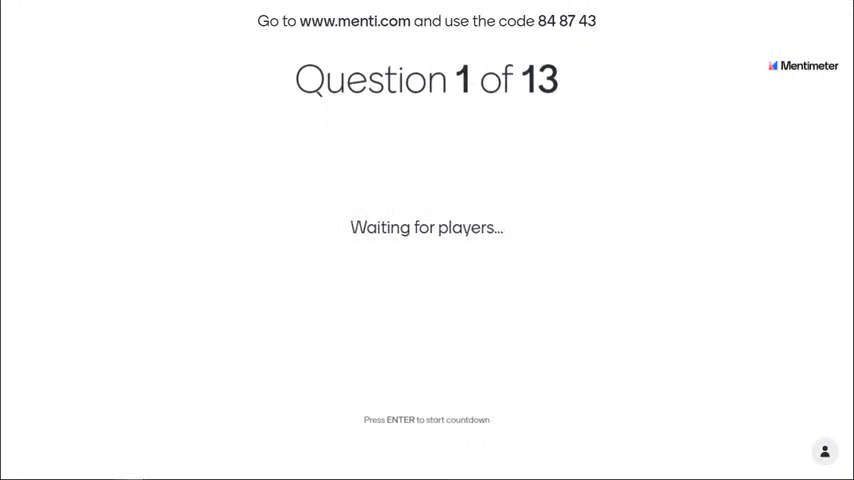 Go to www.menti.com and use the code 84 87 43
Mentimeter
Question 1 of 13
Waiting for players...
Press ENTER to start countdown